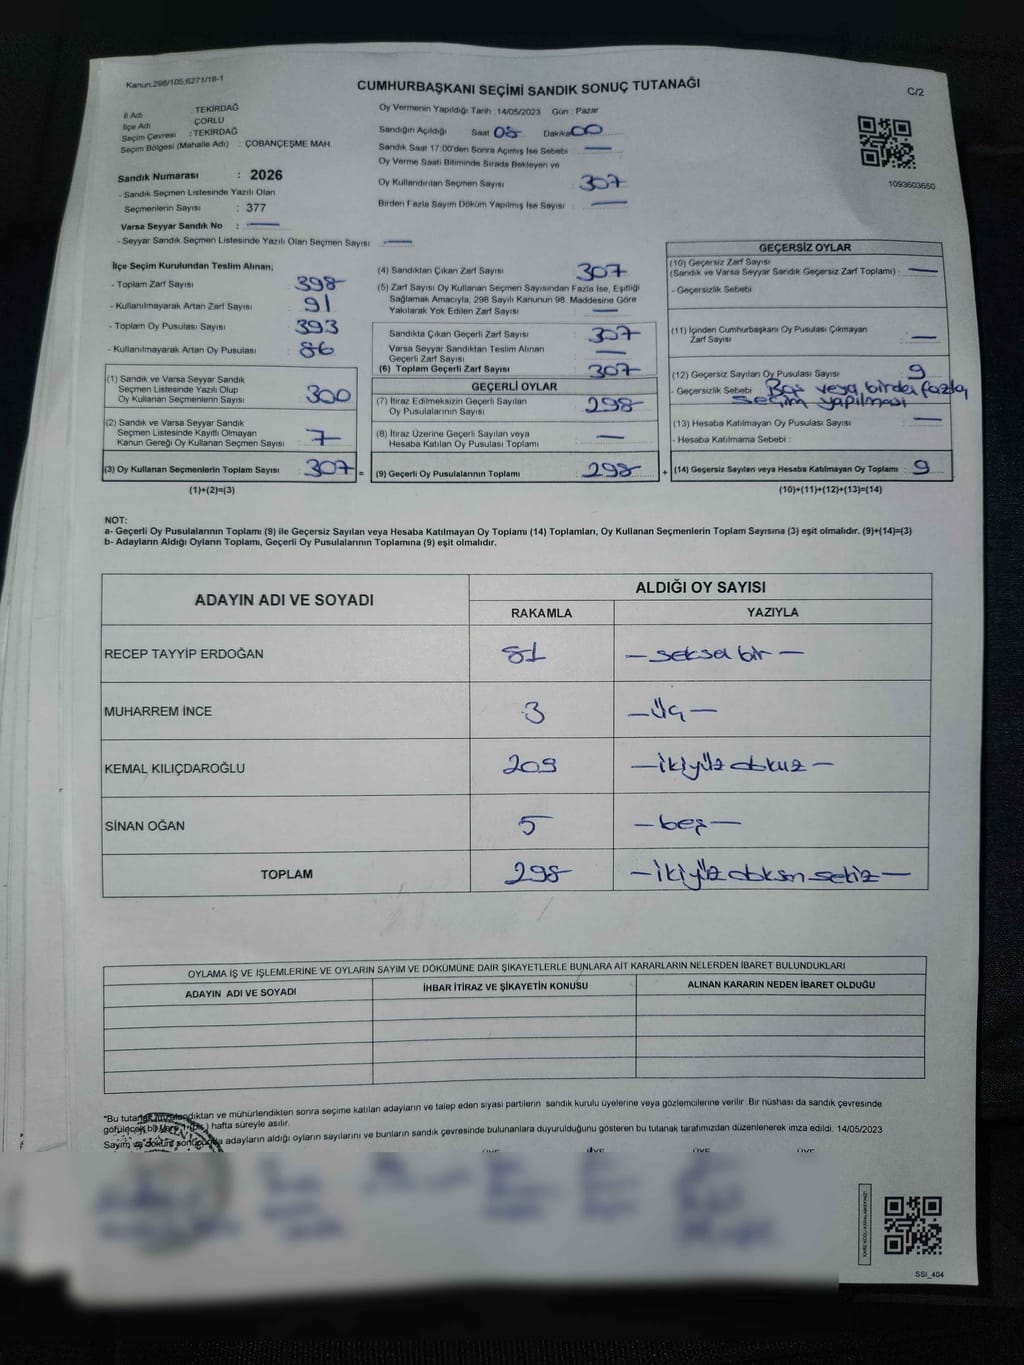 Kanun:298/105;6271/18-1
CUMHURBAŞKANI SEÇİMİ SANDIK SONUÇ TUTANAĞI
C/2
İl Adı : TEKİRDAĞ
İlçe Adı : ÇORLU
Seçim Çevresi : TEKİRDAĞ
Seçim Bölgesi (Mahalle Adı) : ÇOBANÇEŞME MAH.
Sandık Numarası : 2026
- Sandık Seçmen Listesinde Yazılı Olan
Seçmenlerin Sayısı : 377
Varsa Seyyar Sandık No : —
- Seyyar Sandık Seçmen Listesinde Yazılı Olan Seçmen Sayısı —
Oy Vermenin Yapıldığı Tarih : 14/05/2023 Gün : Pazar
Sandığın Açıldığı Saat 08 Dakika 00
Sandık Saat 17:00'den Sonra Açılmış İse Sebebi : —
Oy Verme Saati Bitiminde Sırada Bekleyen ve
Oy Kullandırılan Seçmen Sayısı : 307
Birden Fazla Sayım Döküm Yapılmış İse Sayısı : —
1093603650
İlçe Seçim Kurulundan Teslim Alınan;
- Toplam Zarf Sayısı : 398
- Kullanılmayarak Artan Zarf Sayısı : 91
- Toplam Oy Pusulası Sayısı : 393
- Kullanılmayarak Artan Oy Pusulası : 86
(1) Sandık ve Varsa Seyyar Sandık
Seçmen Listesinde Yazılı Olup
Oy Kullanan Seçmenlerin Sayısı : 300
(2) Sandık ve Varsa Seyyar Sandık
Seçmen Listesinde Kayıtlı Olmayan
Kanun Gereği Oy Kullanan Seçmen Sayısı : 7
(3) Oy Kullanan Seçmenlerin Toplam Sayısı : 307 =
(1)+(2)=(3)
(4) Sandıktan Çıkan Zarf Sayısı : 307
(5) Zarf Sayısı Oy Kullanan Seçmen Sayısından Fazla İse, Eşitliği
Sağlamak Amacıyla; 298 Sayılı Kanunun 98. Maddesine Göre
Yakılarak Yok Edilen Zarf Sayısı : —
Sandıkta Çıkan Geçerli Zarf Sayısı : 307
Varsa Seyyar Sandıktan Teslim Alınan
Geçerli Zarf Sayısı : —
(6) Toplam Geçerli Zarf Sayısı : 307
GEÇERLİ OYLAR
(7) İtiraz Edilmeksizin Geçerli Sayılan
Oy Pusulalarının Sayısı : 298
(8) İtiraz Üzerine Geçerli Sayılan veya
Hesaba Katılan Oy Pusulaları Toplamı : —
(9) Geçerli Oy Pusulalarının Toplamı : 298 +
GEÇERSİZ OYLAR
(10) Geçersiz Zarf Sayısı
(Sandık ve Varsa Seyyar Sandık Geçersiz Zarf Toplamı) : —
- Geçersizlik Sebebi :
(11) İçinden Cumhurbaşkanı Oy Pusulası Çıkmayan
Zarf Sayısı : —
(12) Geçersiz Sayılan Oy Pusulası Sayısı : 9
- Geçersizlik Sebebi : Boş veya birden fazla
seçim yapılması
(13) Hesaba Katılmayan Oy Pusulası Sayısı : —
- Hesaba Katılmama Sebebi :
(14) Geçersiz Sayılan veya Hesaba Katılmayan Oy Toplamı : 9
(10)+(11)+(12)+(13)=(14)
NOT:
a- Geçerli Oy Pusulalarının Toplamı (9) ile Geçersiz Sayılan veya Hesaba Katılmayan Oy Toplamı (14) Toplamları, Oy Kullanan Seçmenlerin Toplam Sayısına (3) eşit olmalıdır. (9)+(14)=(3)
b- Adayların Aldığı Oyların Toplamı, Geçerli Oy Pusulalarının Toplamına (9) eşit olmalıdır.
ADAYIN ADI VE SOYADI ALDIĞI OY SAYISI
RAKAMLA YAZIYLA
RECEP TAYYİP ERDOĞAN 81 — seksen bir —
MUHARREM İNCE 3 — üç —
KEMAL KILIÇDAROĞLU 209 — ikiyüz dokuz —
SİNAN OĞAN 5 — beş —
TOPLAM 298 — ikiyüz doksan sekiz —
OYLAMA İŞ VE İŞLEMLERİNE VE OYLARIN SAYIM VE DÖKÜMÜNE DAİR ŞİKAYETLERLE BUNLARA AİT KARARLARIN NELERDEN İBARET BULUNDUKLARI
ADAYIN ADI VE SOYADI İHBAR İTİRAZ VE ŞİKAYETİN KONUSU ALINAN KARARIN NEDEN İBARET OLDUĞU
*Bu tutanak imzalandıktan ve mühürlendikten sonra seçime katılan adayların ve talep eden siyasi partilerin sandık kurulu üyelerine veya gözlemcilerine verilir. Bir nüshası da sandık çevresinde
görülecek bir yere 1 (bir) hafta süreyle asılır.
Sayım ve döküm sonucunda adayların aldığı oyların sayılarını ve bunların sandık çevresinde bulunanlara duyurulduğunu gösteren bu tutanak tarafımızdan düzenlenerek imza edildi. 14/05/2023
SSI_404